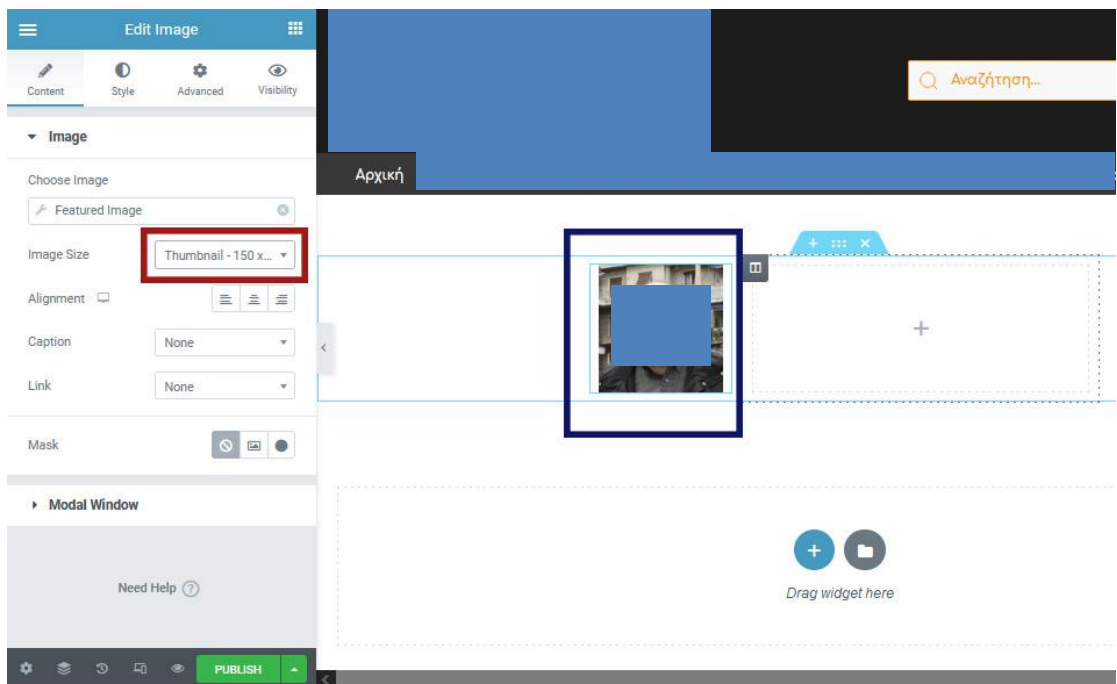 Edit Image
Content
Style
Advanced
Visibility
Image
Choose Image
Featured Image
Image Size
Thumbnail - 150 x...
Alignment
Caption
None
Link
None
Mask
Modal Window
Need Help
PUBLISH
Αναζήτηση...
Αρχική
Drag widget here